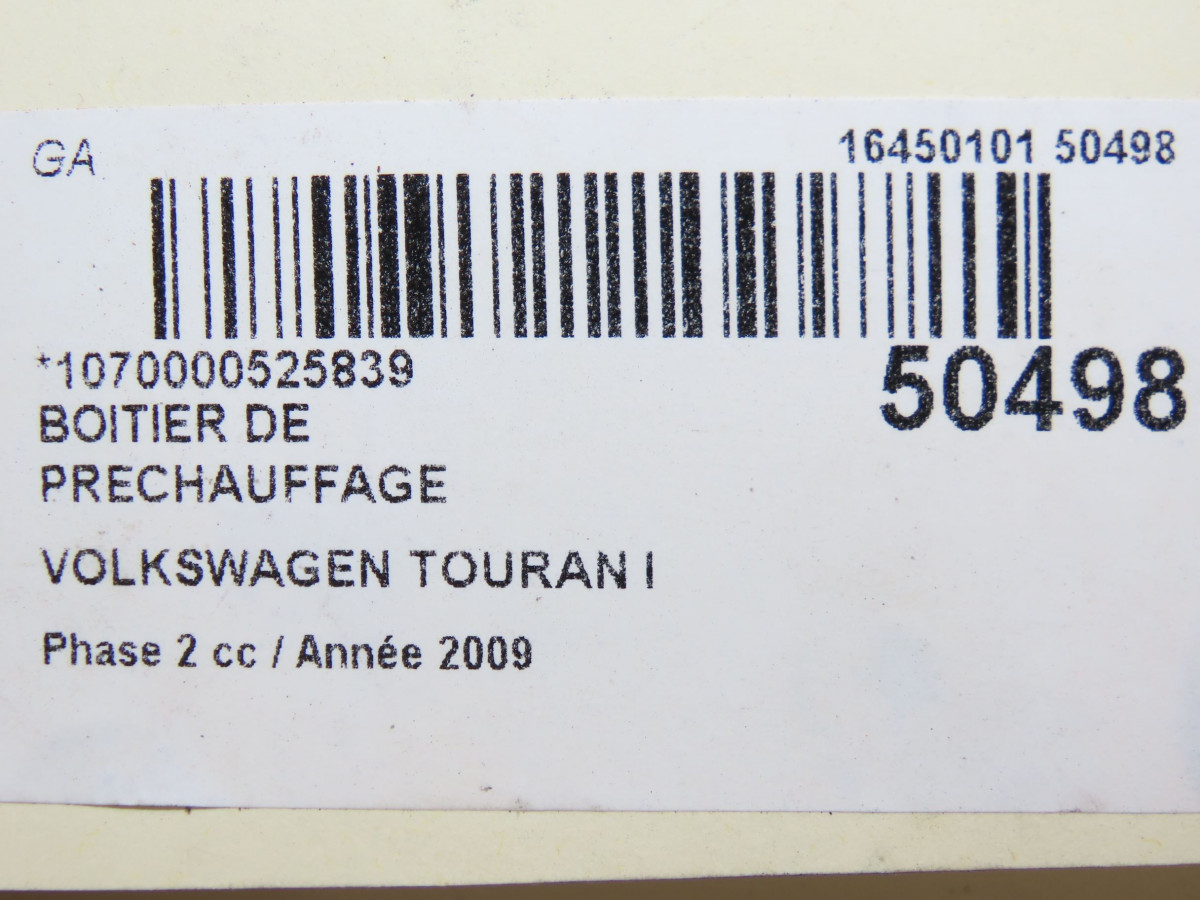 GA
16450101 50498
*1070000525839
50498
BOITIER DE
PRECHAUFFAGE
VOLKSWAGEN TOURAN I
Phase 2 cc / Année 2009